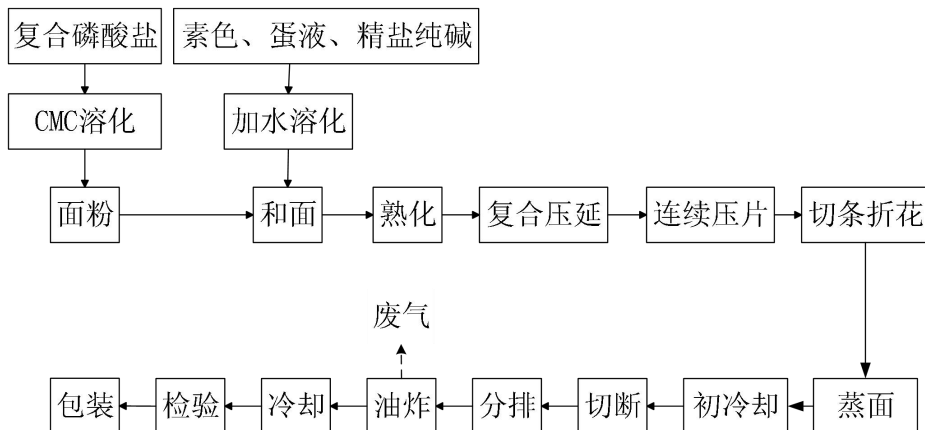 复合磷酸盐
素色、蛋液、精盐纯碱
CMC溶化
加水溶化
面粉
和面
熟化
复合压延
连续压片
切条折花
废气
包装
检验
冷却
油炸
分排
切断
初冷却
蒸面